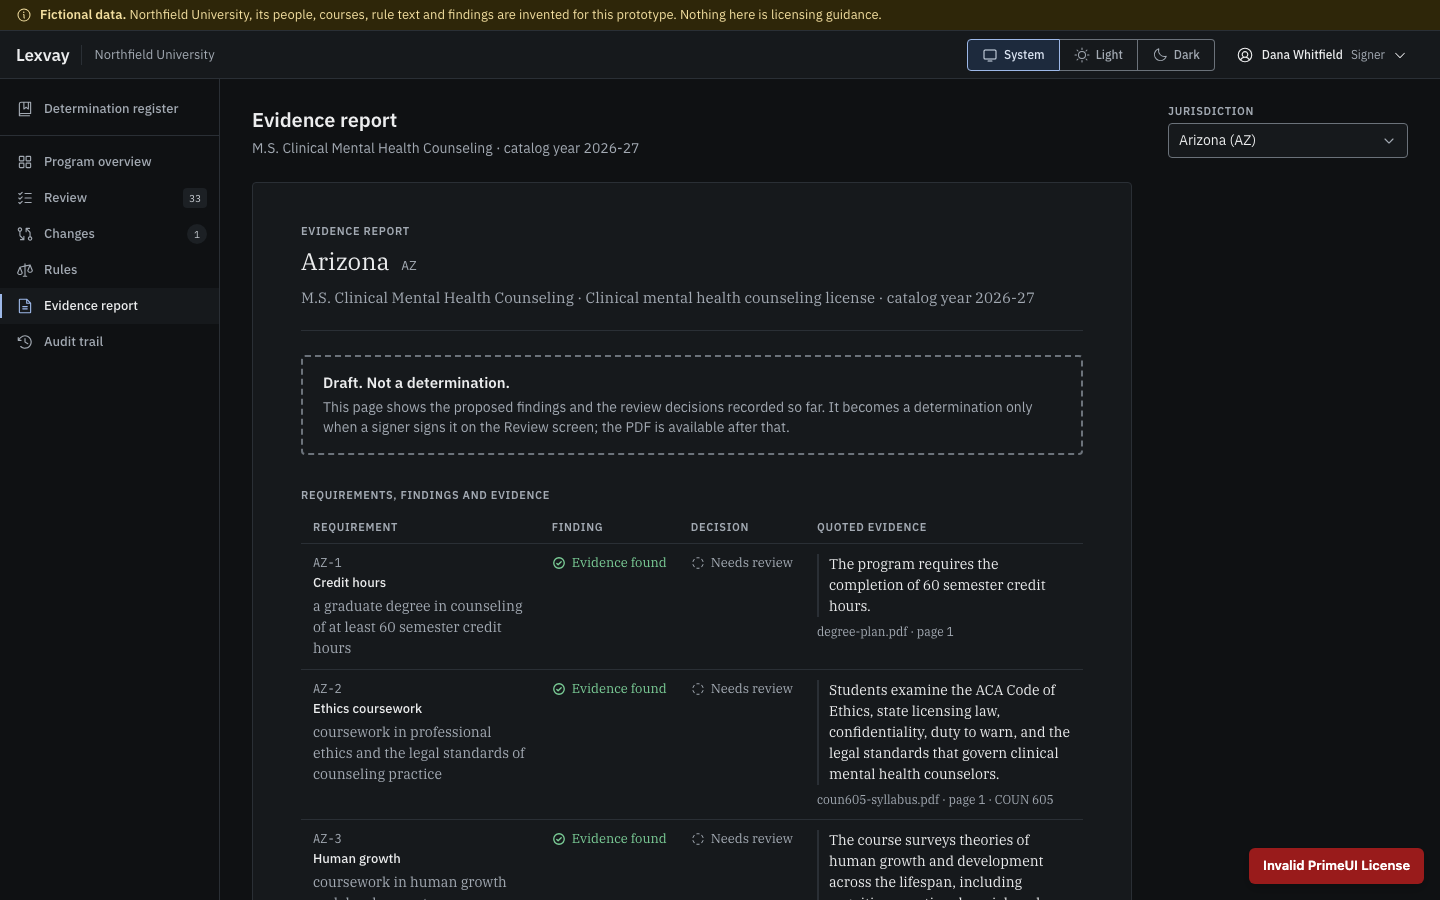 Fictional data. Northfield University, its people, courses, rule text and findings are invented for this prototype. Nothing here is licensing guidance.
Lexvay
Northfield University
System
Light
Dark
Dana Whitfield Signer
Determination register
Program overview
Review 33
Changes 1
Rules
Evidence report
Audit trail
Evidence report
M.S. Clinical Mental Health Counseling · catalog year 2026-27
JURISDICTION
Arizona (AZ)
EVIDENCE REPORT
Arizona AZ
M.S. Clinical Mental Health Counseling · Clinical mental health counseling license · catalog year 2026-27
Draft. Not a determination.
This page shows the proposed findings and the review decisions recorded so far. It becomes a determination only
when a signer signs it on the Review screen; the PDF is available after that.
REQUIREMENTS, FINDINGS AND EVIDENCE
REQUIREMENT FINDING DECISION QUOTED EVIDENCE
AZ-1
Credit hours
a graduate degree in counseling
of at least 60 semester credit
hours
Evidence found
Needs review
The program requires the
completion of 60 semester credit
hours.
degree-plan.pdf · page 1
AZ-2
Ethics coursework
coursework in professional
ethics and the legal standards of
counseling practice
Evidence found
Needs review
Students examine the ACA Code of
Ethics, state licensing law,
confidentiality, duty to warn, and the
legal standards that govern clinical
mental health counselors.
coun605-syllabus.pdf · page 1 · COUN 605
AZ-3
Human growth
coursework in human growth
Evidence found
Needs review
The course surveys theories of
human growth and development
across the lifespan, including
Invalid PrimeUI License